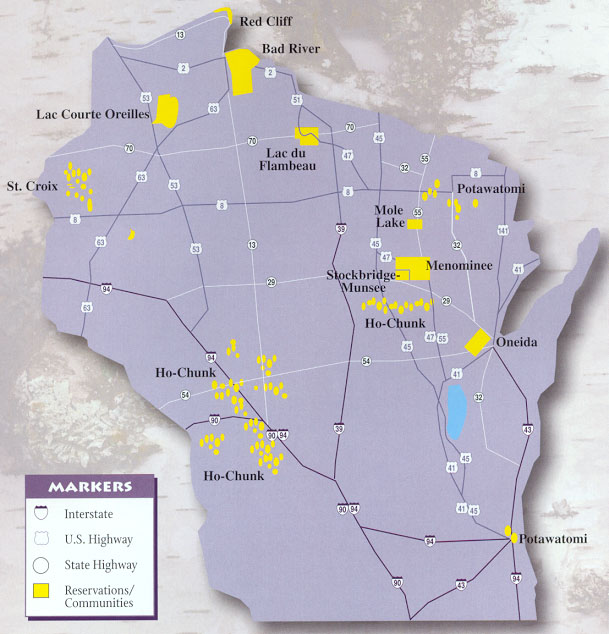 Red Cliff
13
Bad River
2
2
53
51
Lac Courte Oreilles
63
70
45
70
Lac du
Flambeau
47
32
55
63
53
8
St. Croix
8
Potawatomi
8
8
55
Mole
Lake
39
32
141
63
13
45
47
Menominee
41
Stockbridge-
Munsee
94
29
29
53
Ho-Chunk
47
55
Oneida
94
45
54
Ho-Chunk
41
54
32
90
90
94
39
43
45
Ho-Chunk
41
MARKERS
Interstate
U.S. Highway
State Highway
Reservations/
Communities
90
94
41
45
94
Potawatomi
90
43
94